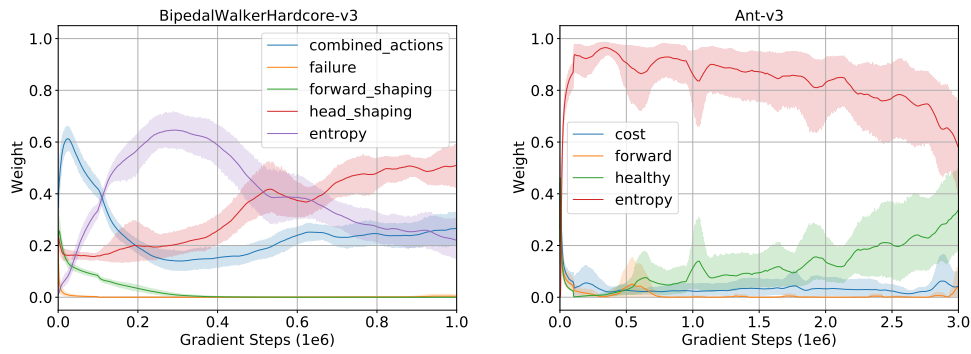 BipedalWalkerHardcore-v3
1.0
0.8
0.6
0.4
0.2
0.0
Weight
combined_actions
failure
forward_shaping
head_shaping
entropy
0.0 0.2 0.4 0.6 0.8 1.0
Gradient Steps (1e6)
Ant-v3
1.0
0.8
0.6
0.4
0.2
0.0
Weight
cost
forward
healthy
entropy
0.0 0.5 1.0 1.5 2.0 2.5 3.0
Gradient Steps (1e6)